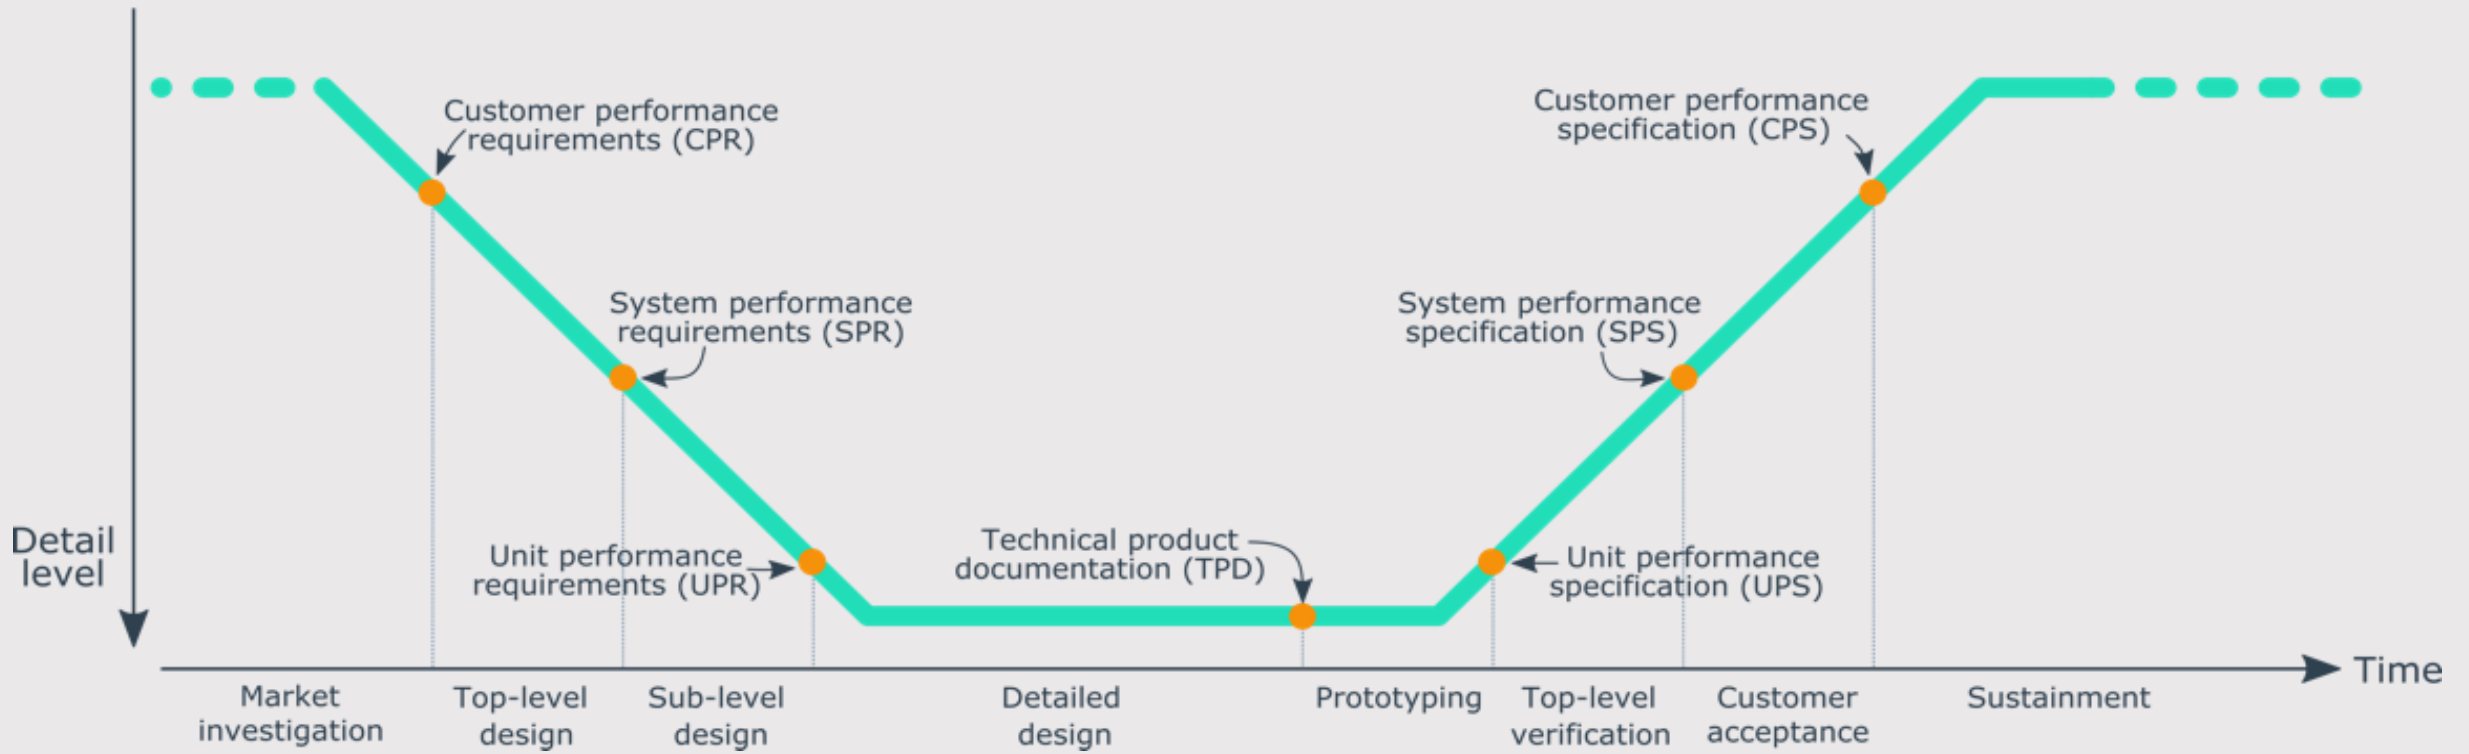 Customer performance
requirements (CPR)
Customer performance
specification (CPS)
System performance
requirements (SPR)
System performance
specification (SPS)
Detail
level
Unit performance
requirements (UPR)
Technical product
documentation (TPD)
Unit performance
specification (UPS)
Time
Market
investigation
Top-level
design
Sub-level
design
Detailed
design
Prototyping
Top-level
verification
Customer
acceptance
Sustainment